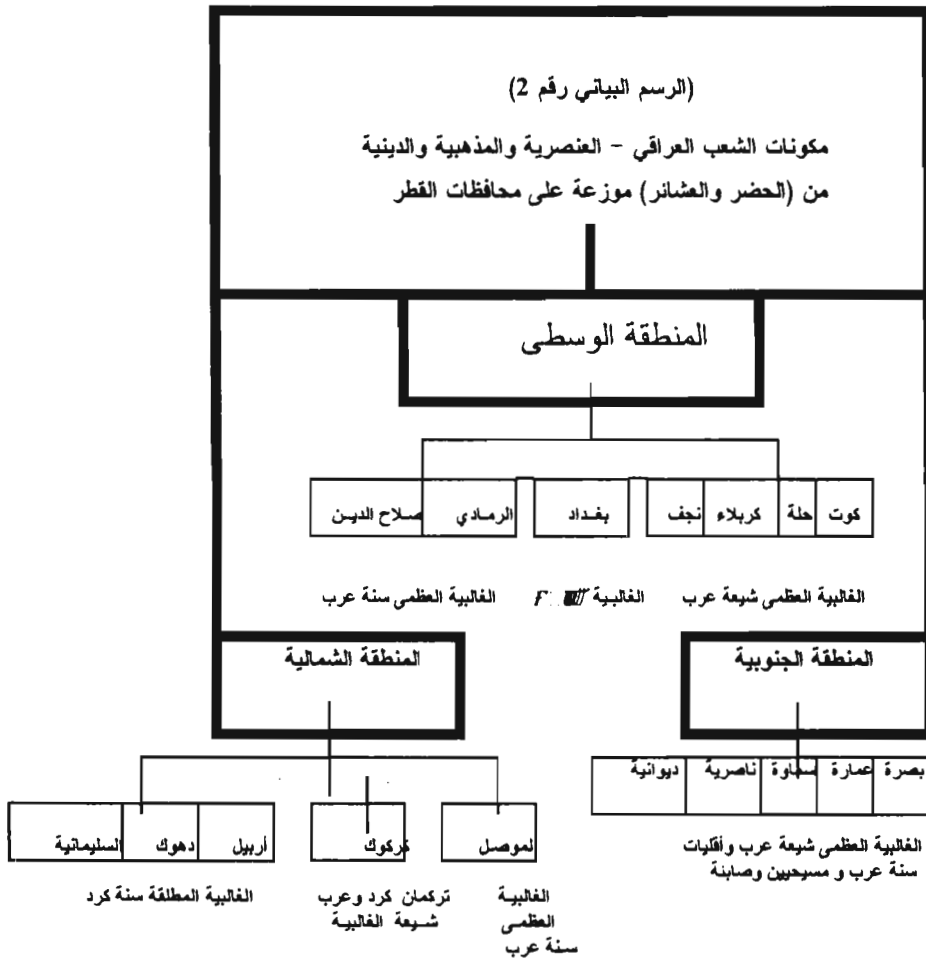 (الرسم البياني رقم 2)
مكونات الشعب العراقي – العنصرية والمذهبية والدينية
من (الحضر والعشائر) موزعة على محافظات القطر
المنطقة الوسطى
كوت حلة كربلاء نجف بغداد الرمادي صلاح الدين
الغالبية العظمى شيعة عرب
الغالبية
الغالبية العظمى سنة عرب
المنطقة الجنوبية
المنطقة الشمالية
بصرة عمارة سماوة ناصرية ديوانية
الغالبية العظمى شيعة عرب وأقليات
سنة عرب و مسيحيين وصابنة
لموصل كركوك أربيل دهوك السليمانية
الغالبية
العظمى
سنة عرب
تركمان كرد وعرب
شيعة الغالبية
الغالبية المطلقة سنة كرد